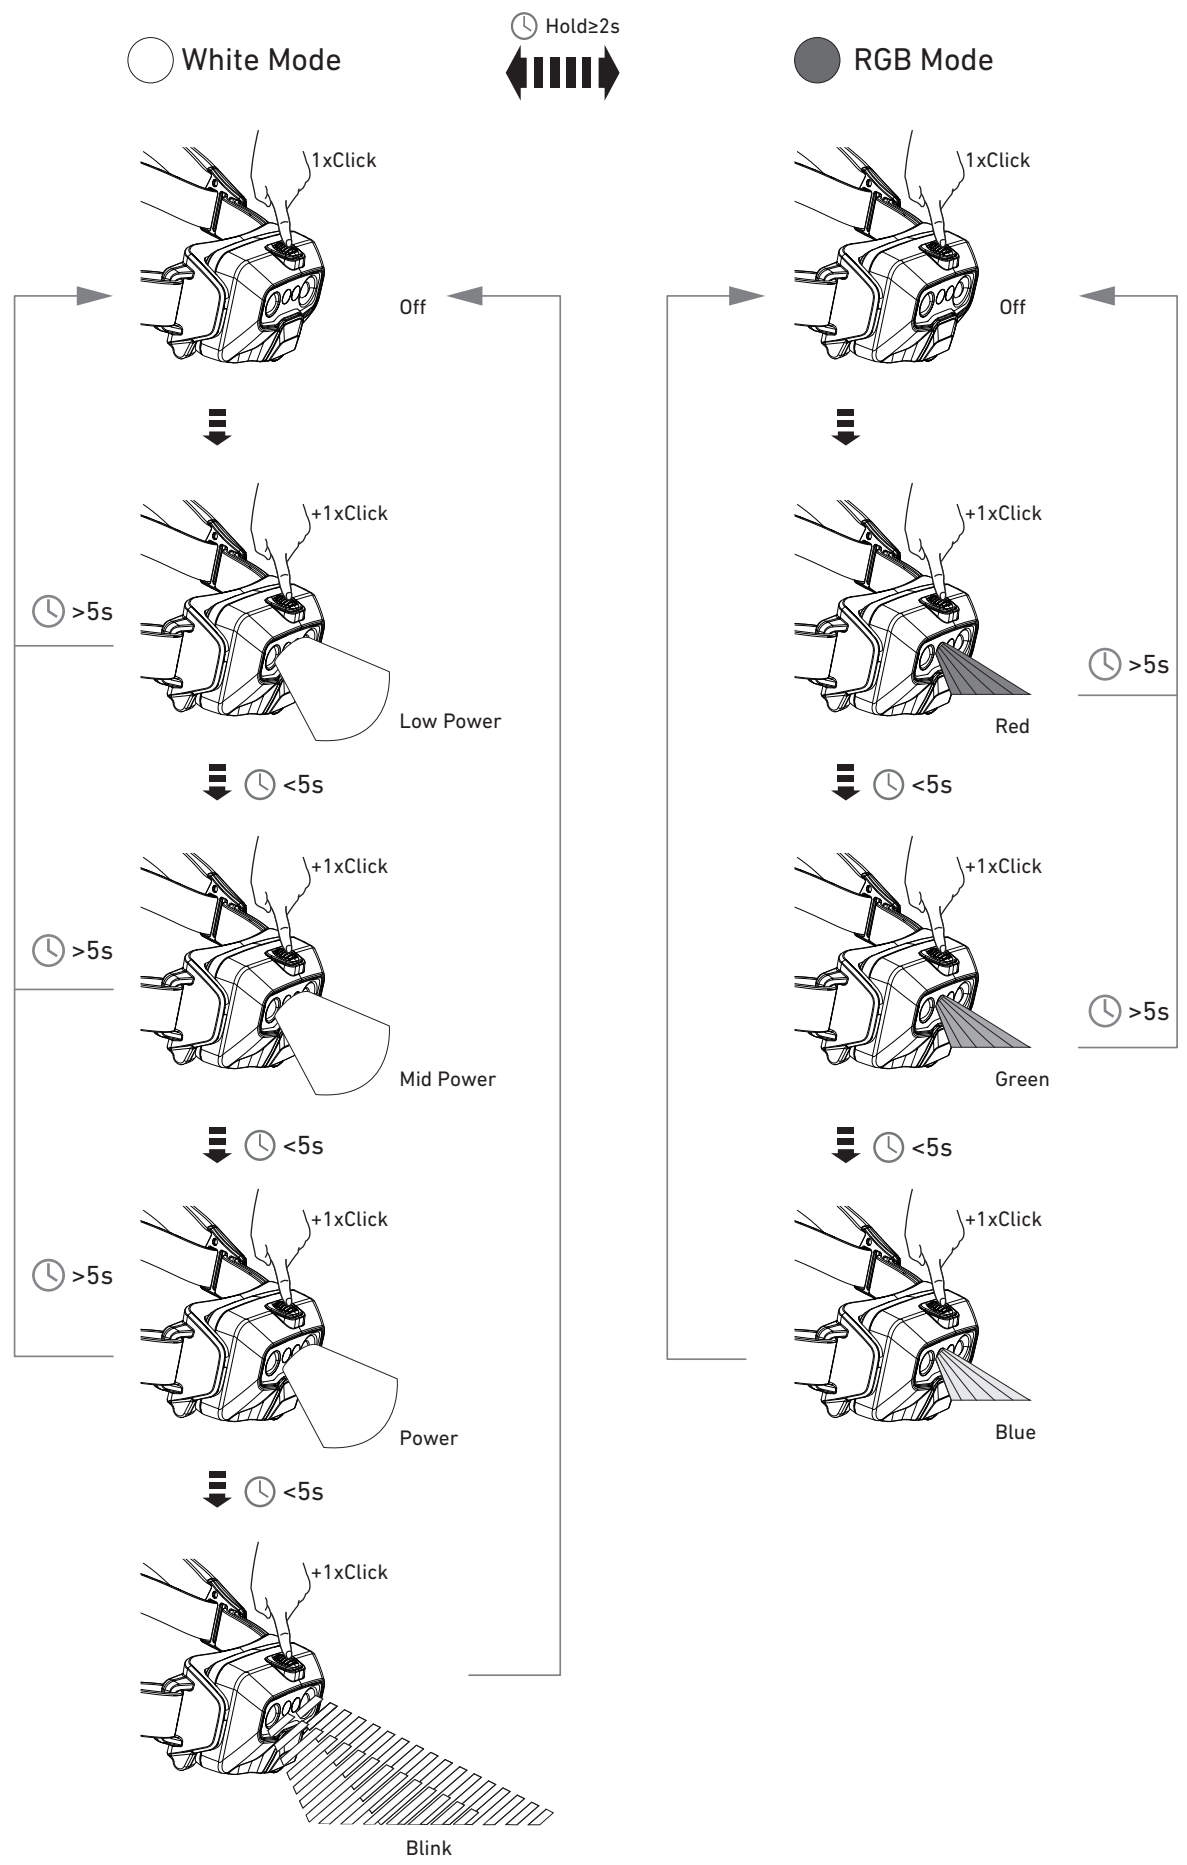 Hold≥2s
White Mode
RGB Mode
1xClick
1xClick
Off
Off
+1xClick
+1xClick
>5s
>5s
Low Power
Red
<5s
<5s
+1xClick
+1xClick
>5s
>5s
Mid Power
Green
<5s
<5s
+1xClick
+1xClick
>5s
Power
Blue
<5s
+1xClick
Blink